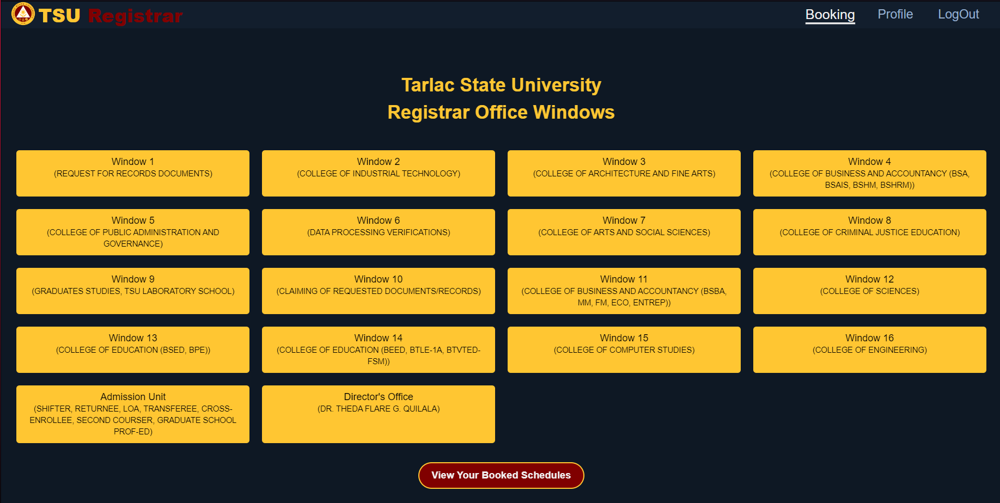 TSU Registrar
Booking
Profile
LogOut
Tarlac State University
Registrar Office Windows
Window 1
(REQUEST FOR RECORDS DOCUMENTS)
Window 2
(COLLEGE OF INDUSTRIAL TECHNOLOGY)
Window 3
(COLLEGE OF ARCHITECTURE AND FINE ARTS)
Window 4
(COLLEGE OF BUSINESS AND ACCOUNTANCY (BSA,
BSAIS, BSHM, BSHRM))
Window 5
(COLLEGE OF PUBLIC ADMINISTRATION AND
GOVERNANCE)
Window 6
(DATA PROCESSING VERIFICATIONS)
Window 7
(COLLEGE OF ARTS AND SOCIAL SCIENCES)
Window 8
(COLLEGE OF CRIMINAL JUSTICE EDUCATION)
Window 9
(GRADUATES STUDIES, TSU LABORATORY SCHOOL)
Window 10
(CLAIMING OF REQUESTED DOCUMENTS/RECORDS)
Window 11
(COLLEGE OF BUSINESS AND ACCOUNTANCY (BSBA,
MM, FM, ECO, ENTREP))
Window 12
(COLLEGE OF SCIENCES)
Window 13
(COLLEGE OF EDUCATION (BSED, BPE))
Window 14
(COLLEGE OF EDUCATION (BEED, BTLE-1A, BTVTED-
FSM))
Window 15
(COLLEGE OF COMPUTER STUDIES)
Window 16
(COLLEGE OF ENGINEERING)
Admission Unit
(SHIFTER, RETURNEE, LOA, TRANSFEREE, CROSS-
ENROLLEE, SECOND COURSER, GRADUATE SCHOOL
PROF-ED)
Director's Office
(DR. THEDA FLARE G. QUILALA)
View Your Booked Schedules